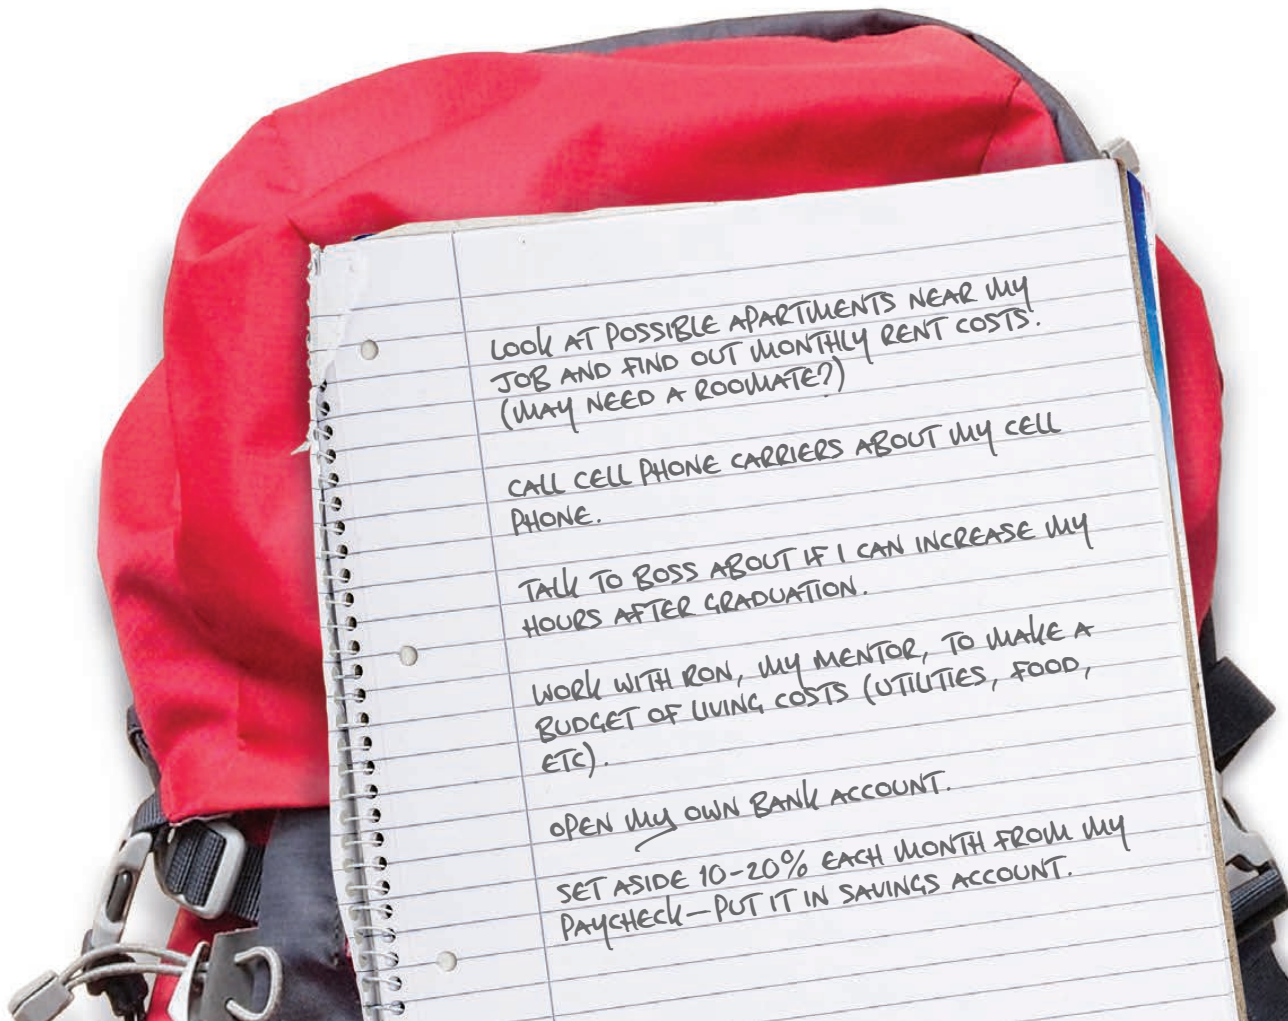 LOOK AT POSSIBLE APARTMENTS NEAR MY
JOB AND FIND OUT MONTHLY RENT COSTS.
(MAY NEED A ROOMATE?)
CALL CELL PHONE CARRIERS ABOUT MY CELL
PHONE.
TALK TO BOSS ABOUT IF I CAN INCREASE MY
HOURS AFTER GRADUATION.
WORK WITH RON, MY MENTOR, TO MAKE A
BUDGET OF LIVING COSTS (UTILITIES, FOOD,
ETC).
OPEN MY OWN BANK ACCOUNT.
SET ASIDE 10-20% EACH MONTH FROM MY
PAYCHECK—PUT IT IN SAVINGS ACCOUNT.